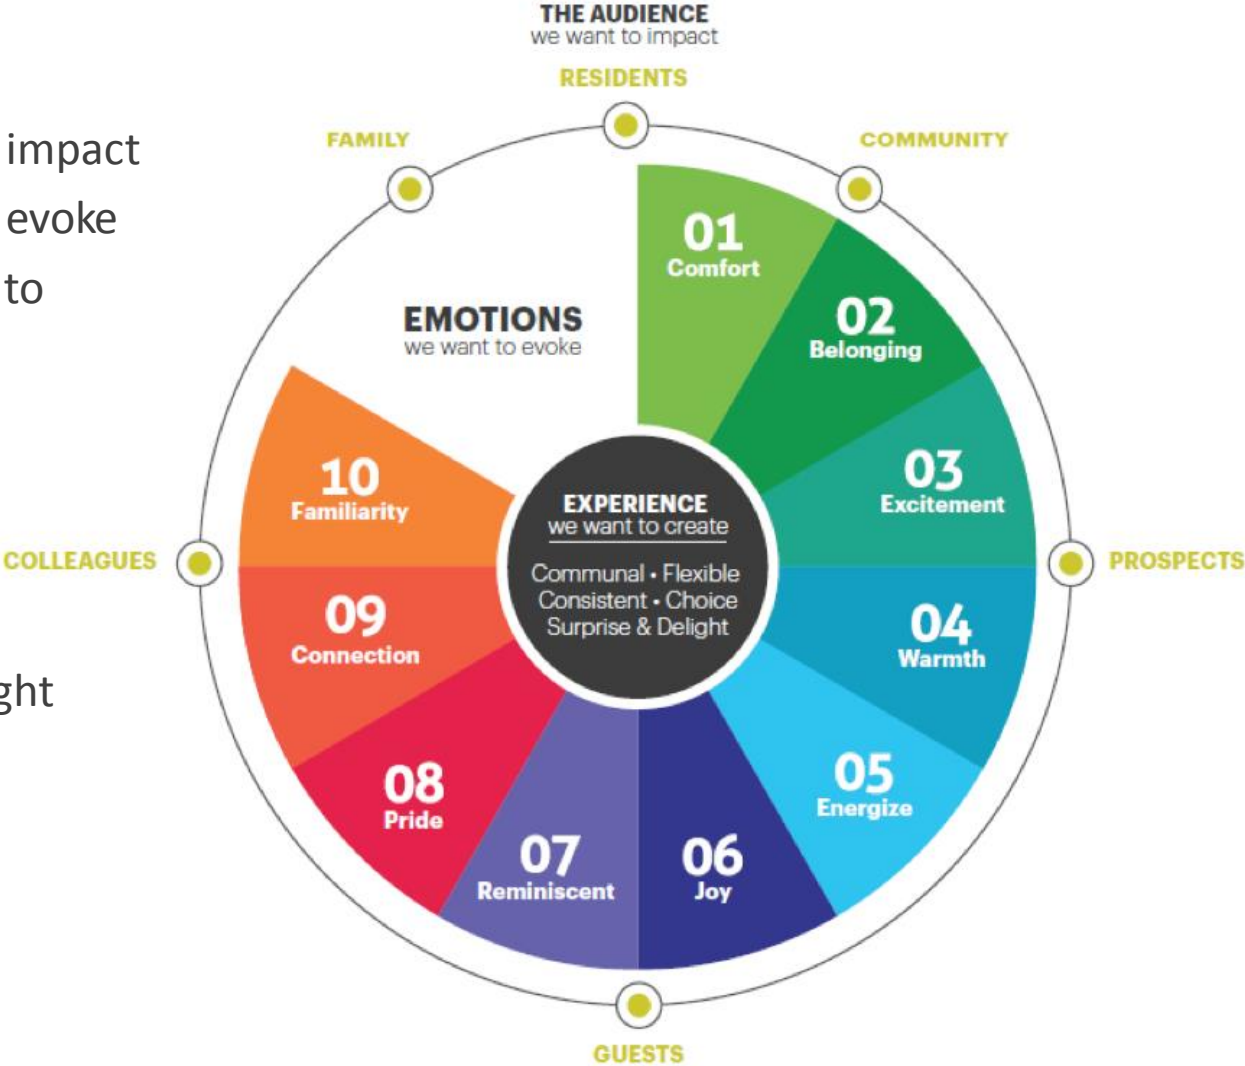 THE AUDIENCE
we want to impact
RESIDENTS
FAMILY
COMMUNITY
impact
evoke
to
01
Comfort
02
Belonging
EMOTIONS
we want to evoke
03
Excitement
10
Familiarity
EXPERIENCE
we want to create
Communal • Flexible
Consistent • Choice
Surprise & Delight
COLLEAGUES
PROSPECTS
09
Connection
04
Warmth
ght
08
Pride
05
Energize
07
Reminiscent
06
Joy
GUESTS